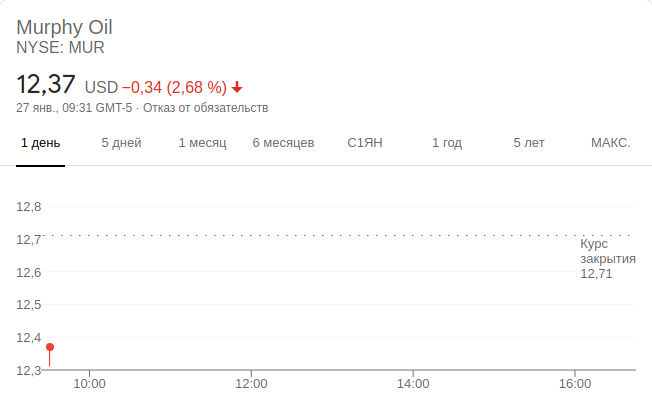 Murphy Oil
NYSE: MUR
12,37 USD −0,34 (2,68 %)
27 янв., 09:31 GMT-5 · Отказ от обязательств
1 день 5 дней 1 месяц 6 месяцев С1ЯН 1 год 5 лет МАКС.
12,8
12,7
Курс
закрытия
12,71
12,6
12,5
12,4
12,3
10:00 12:00 14:00 16:00